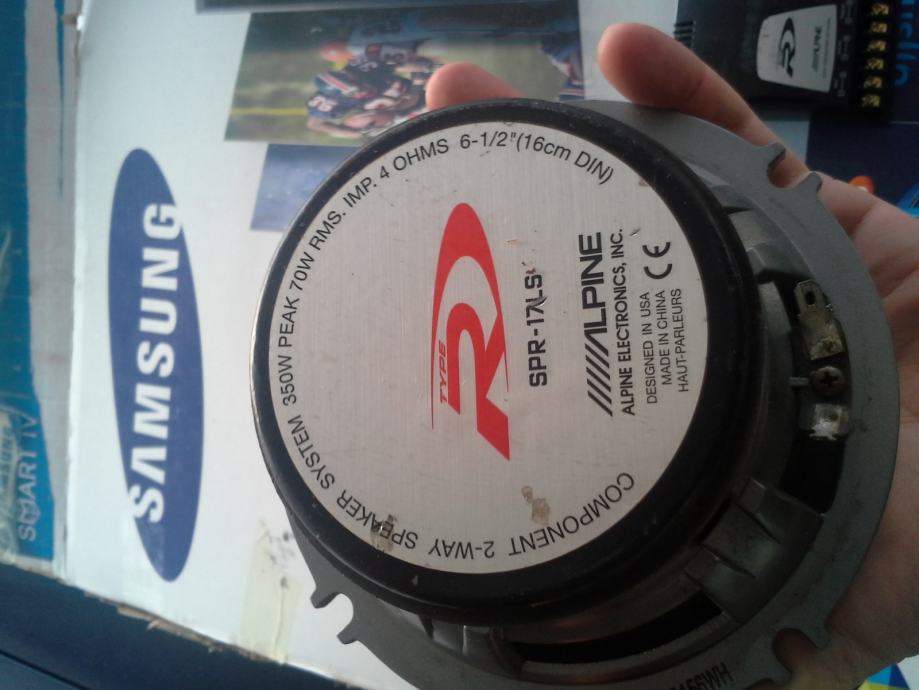 COMPONENT 2-WAY SPEAKER SYSTEM 350W PEAK 70W RMS. IMP. 4 OHMS 6-1/2"(16cm DIN)
TYPE
R
SPR-17LS
ALPINE
ALPINE ELECTRONICS, INC.
DESIGNED IN USA
MADE IN CHINA
HAUT-PARLEURS
CE
SAMSUNG
SMART TV
ALPINE
R